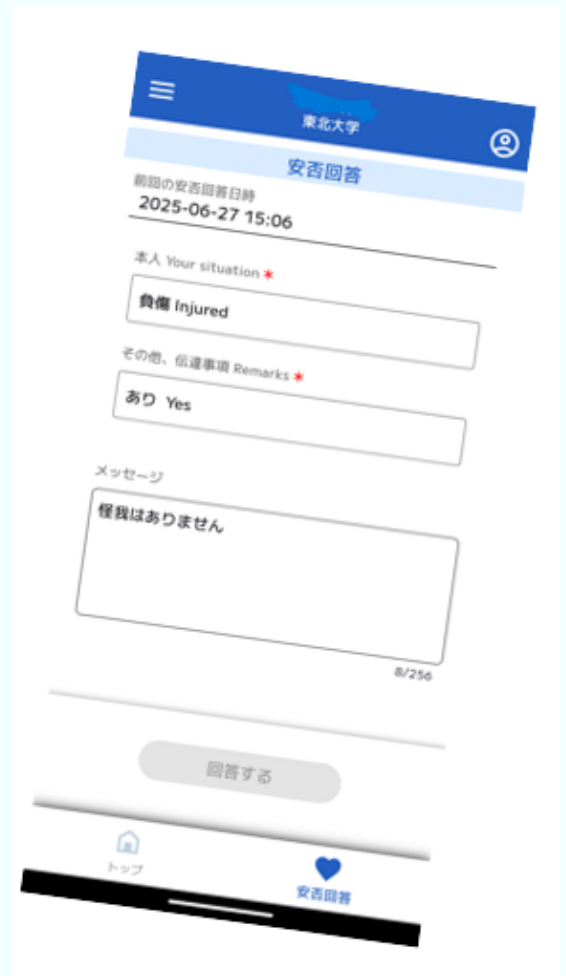 東北大学
安否回答
前回の安否回答日時
2025-06-27 15:06
本人 Your situation *
負傷 Injured
その他、伝達事項 Remarks *
あり Yes
メッセージ
怪我はありません
8/256
回答する
トップ
安否回答